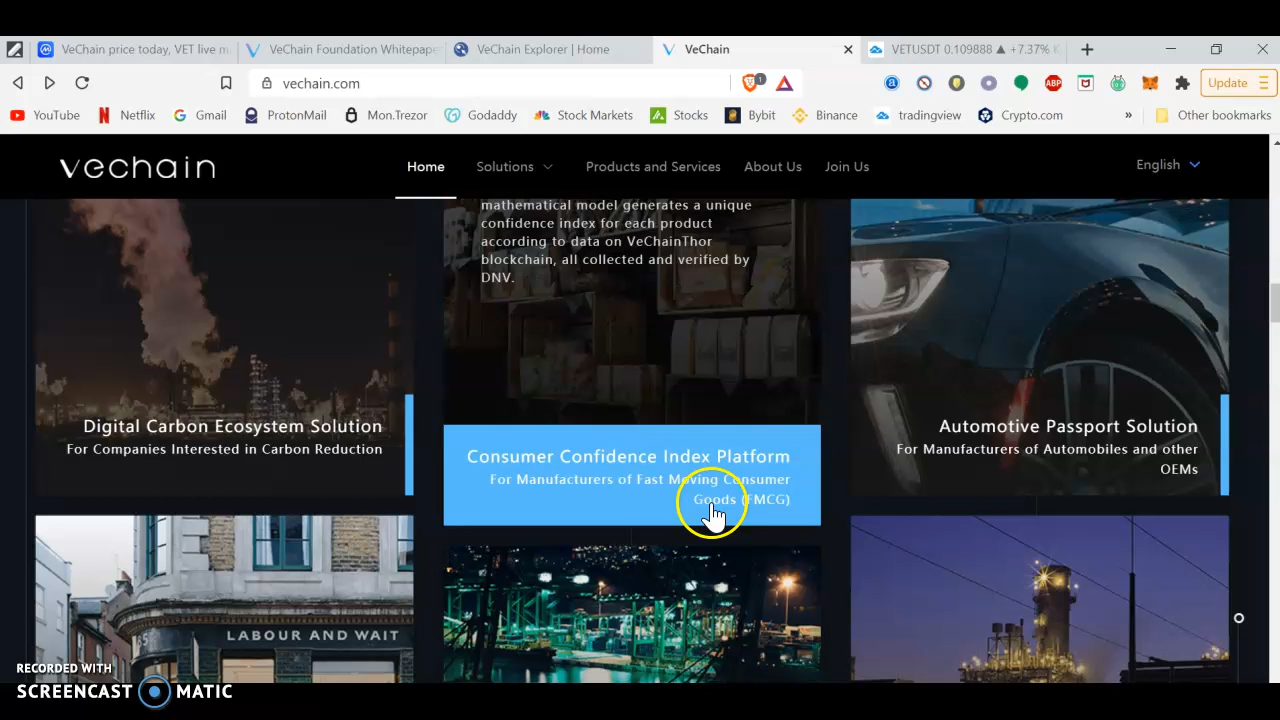 VeChain price today, VET live m
VeChain Foundation Whitepape
VeChain Explorer | Home
VeChain
VETUSDT 0.109888 ▲ +7.37%
vechain.com
1
Update
YouTube
Netflix
Gmail
ProtonMail
Mon.Trezor
Godaddy
Stock Markets
Stocks
Bybit
Binance
tradingview
Crypto.com
»
Other bookmarks
vechain
Home
Solutions
Products and Services
About Us
Join Us
English
mathematical model generates a unique
confidence index for each product
according to data on VeChainThor
blockchain, all collected and verified by
DNV.
Digital Carbon Ecosystem Solution
For Companies Interested in Carbon Reduction
Consumer Confidence Index Platform
For Manufacturers of Fast Moving Consumer
Goods (FMCG)
Automotive Passport Solution
For Manufacturers of Automobiles and other
OEMs
LABOUR AND WAIT
RECORDED WITH
SCREENCAST MATIC